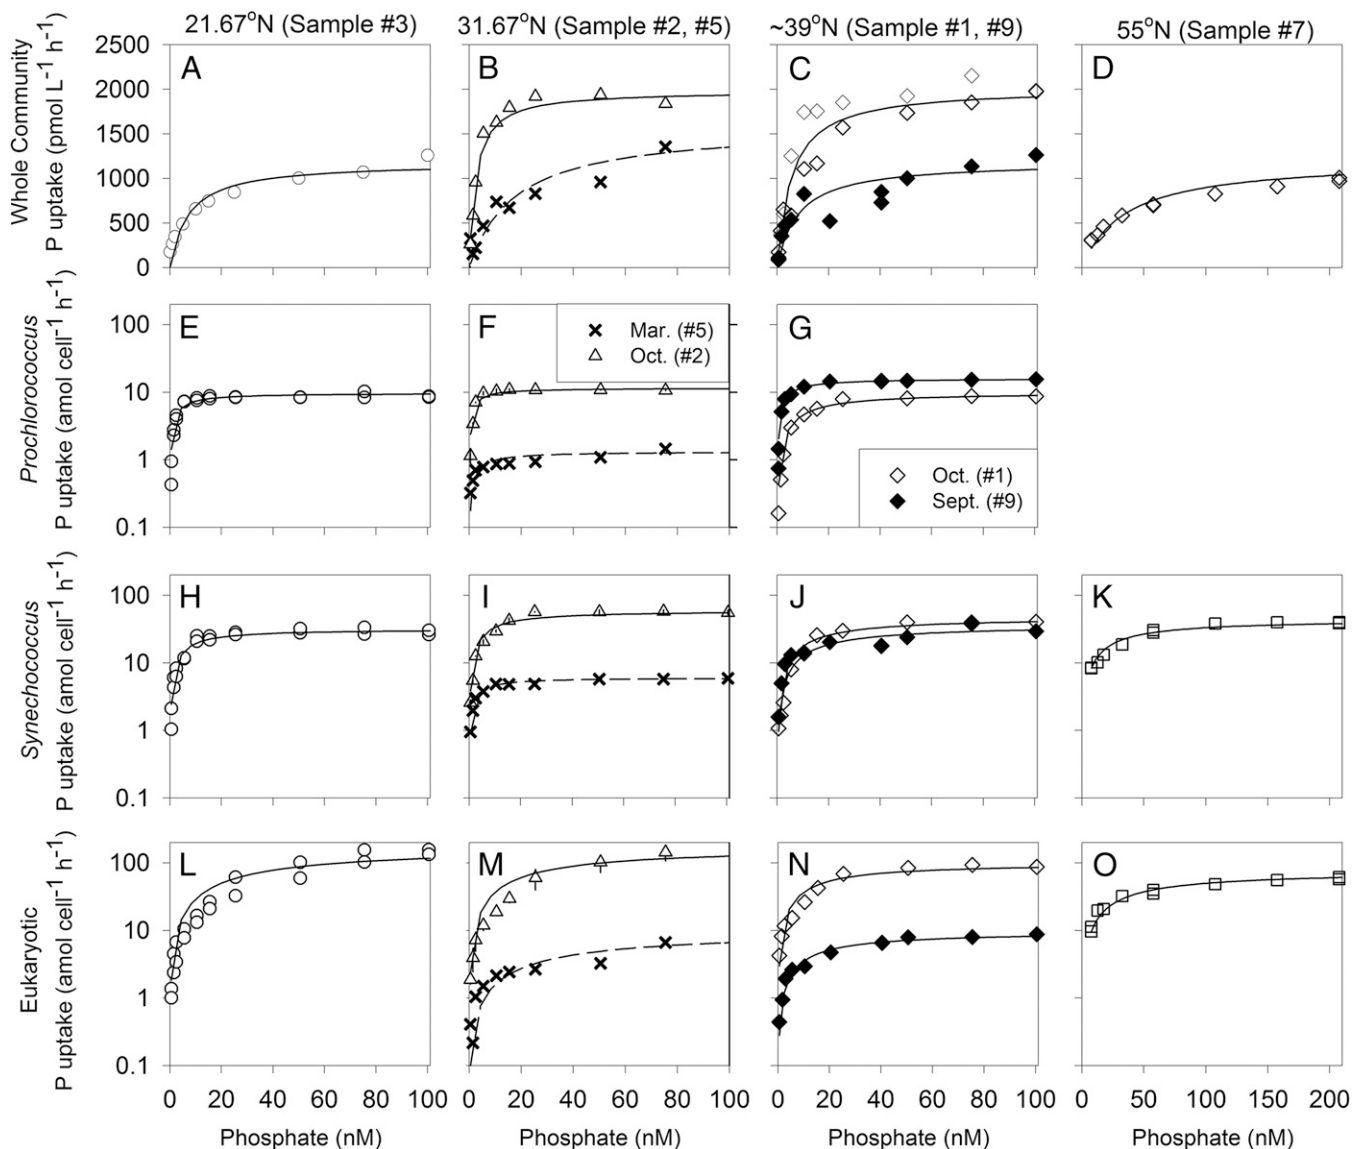 21.67°N (Sample #3)
31.67°N (Sample #2, #5)
~39°N (Sample #1, #9)
55°N (Sample #7)
Whole Community
P uptake (pmol L⁻¹ h⁻¹)
2500
2000
1500
1000
500
0
A
B
C
D
Prochlorococcus
P uptake (amol cell⁻¹ h⁻¹)
100
10
1
0.1
E
F
Mar. (#5)
Oct. (#2)
G
Oct. (#1)
Sept. (#9)
Synechococcus
P uptake (amol cell⁻¹ h⁻¹)
100
10
1
0.1
H
I
J
K
Eukaryotic
P uptake (amol cell⁻¹ h⁻¹)
100
10
1
0.1
L
M
N
O
0 20 40 60 80 100
0 20 40 60 80 100
0 20 40 60 80 100
0 50 100 150 200
Phosphate (nM)
Phosphate (nM)
Phosphate (nM)
Phosphate (nM)